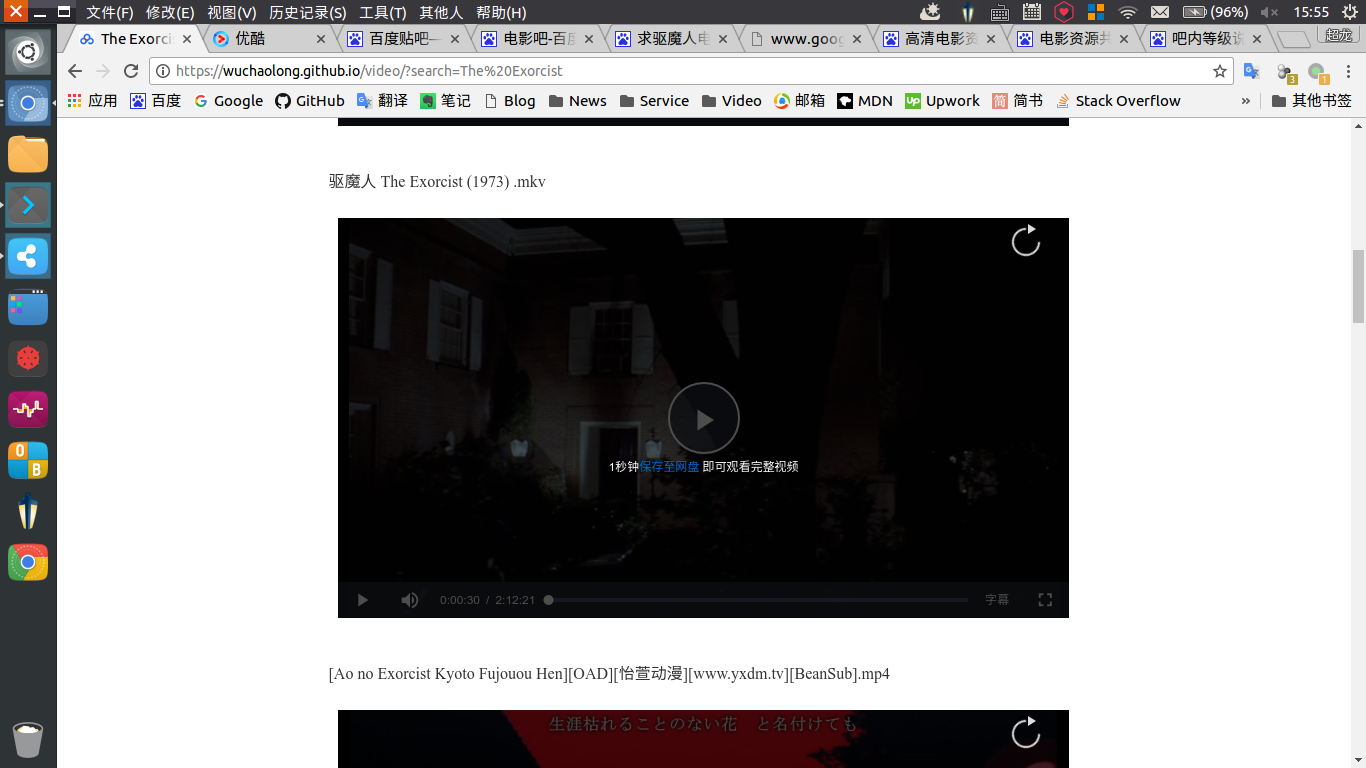 文件(F) 修改(E) 视图(V) 历史记录(S) 工具(T) 其他人 帮助(H) (96%) 15:55
The Exorci 优酷 百度贴吧— 电影吧-百 求驱魔人电 www.goog 高清电影资 电影资源共 吧内等级说 超龙
https://wuchaolong.github.io/video/?search=The%20Exorcist 3 1
应用 百度 Google GitHub 翻译 笔记 Blog News Service Video 邮箱 MDN Upwork 简书 Stack Overflow » 其他书签
驱魔人 The Exorcist (1973) .mkv
1秒钟保存至网盘 即可观看完整视频
0:00:30 / 2:12:21 字幕
[Ao no Exorcist Kyoto Fujouou Hen][OAD][怡萱动漫][www.yxdm.tv][BeanSub].mp4
生涯枯れることのない花 と名付けても